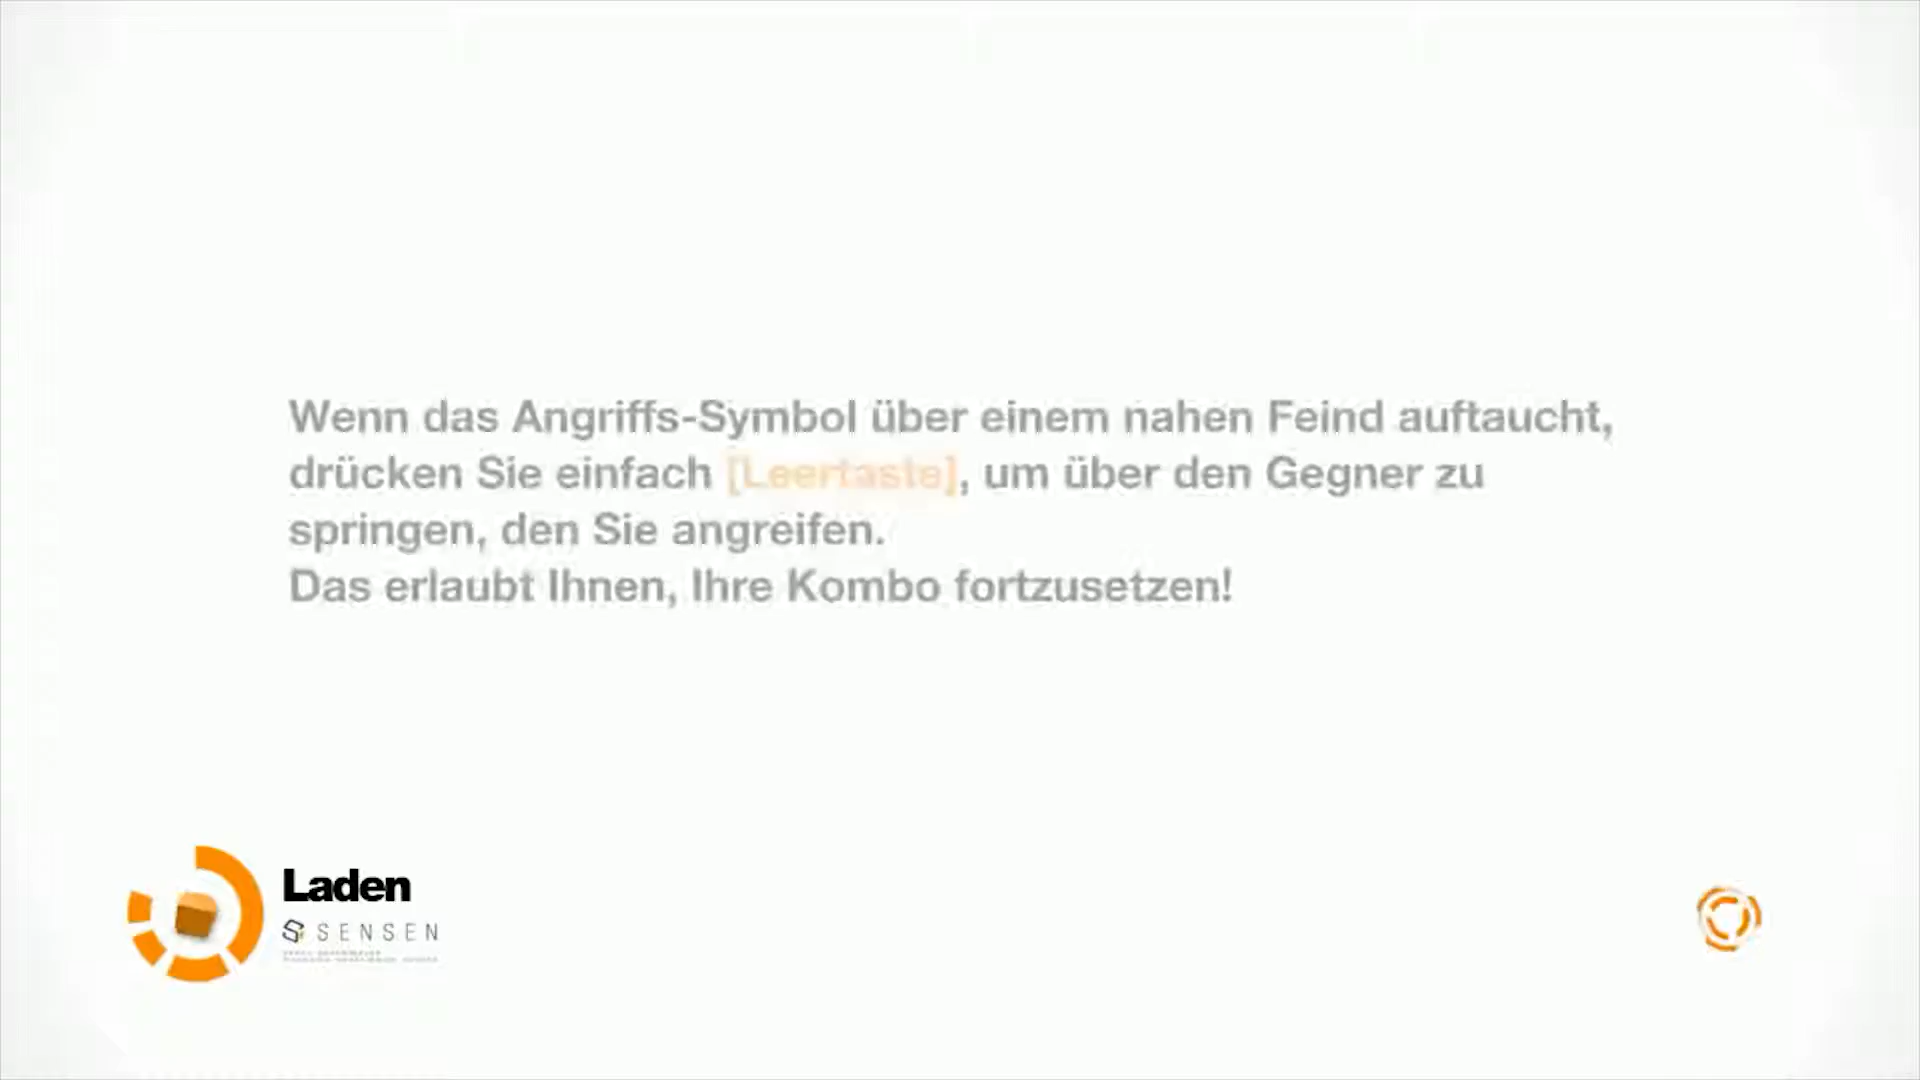 Wenn das Angriffs-Symbol über einem nahen Feind auftaucht,
drücken Sie einfach [Leertaste], um über den Gegner zu
springen, den Sie angreifen.
Das erlaubt Ihnen, Ihre Kombo fortzusetzen!
Laden
SENSEN